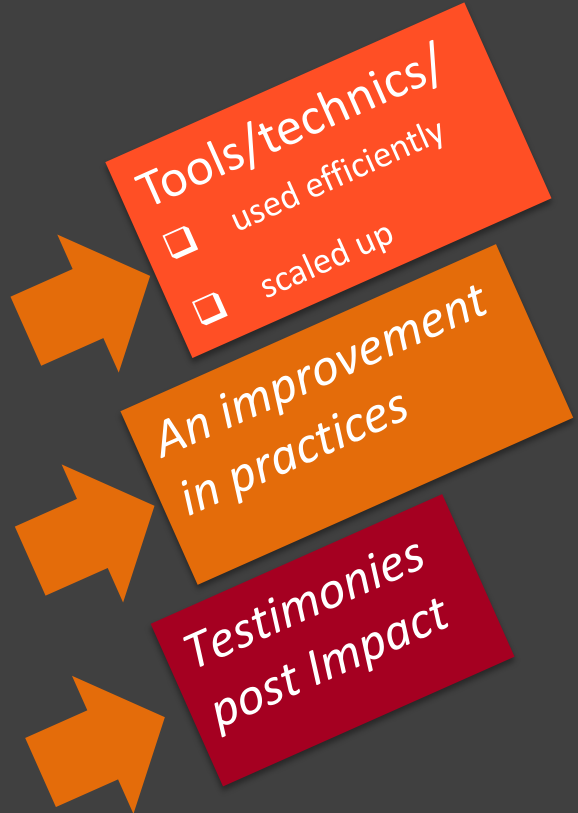 Tools/technics/
❑ used efficiently
❑ scaled up
An improvement
in practices
Testimonies
post Impact